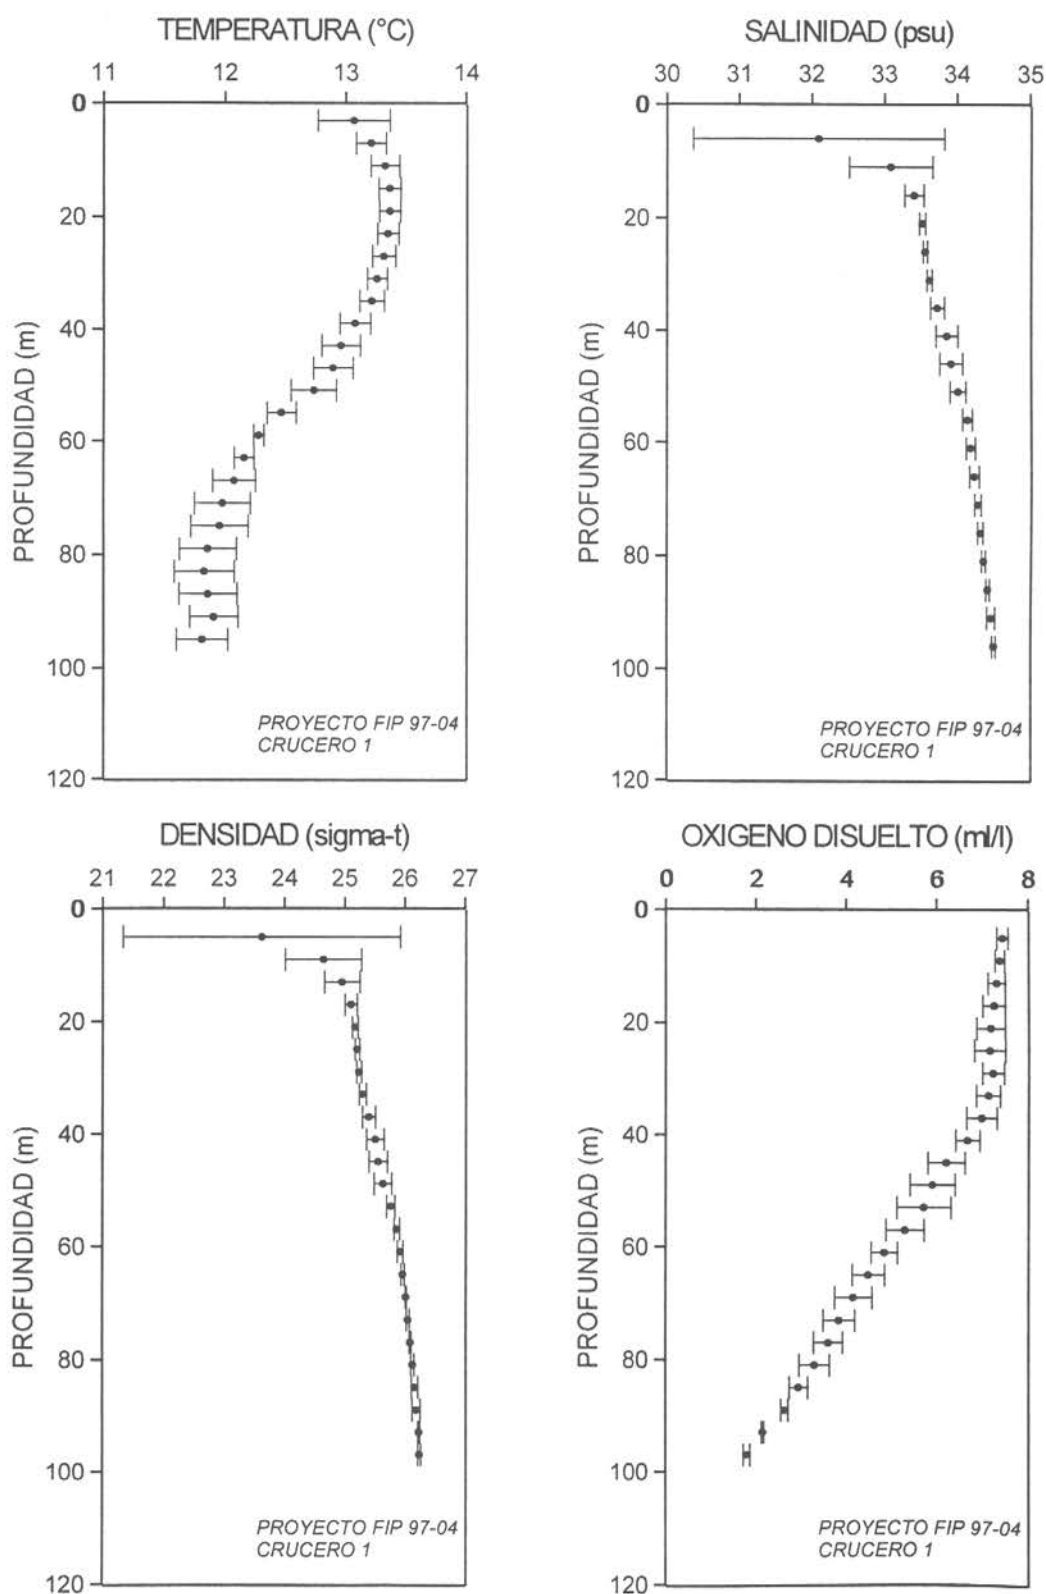 TEMPERATURA (°C)
11 12 13 14
0
20
40
60
80
100
120
PROFUNDIDAD (m)
PROYECTO FIP 97-04
CRUCERO 1
SALINIDAD (psu)
30 31 32 33 34 35
0
20
40
60
80
100
120
PROFUNDIDAD (m)
PROYECTO FIP 97-04
CRUCERO 1
DENSIDAD (sigma-t)
21 22 23 24 25 26 27
0
20
40
60
80
100
120
PROFUNDIDAD (m)
PROYECTO FIP 97-04
CRUCERO 1
OXIGENO DISUELTO (ml/l)
0 2 4 6 8
0
20
40
60
80
100
120
PROFUNDIDAD (m)
PROYECTO FIP 97-04
CRUCERO 1